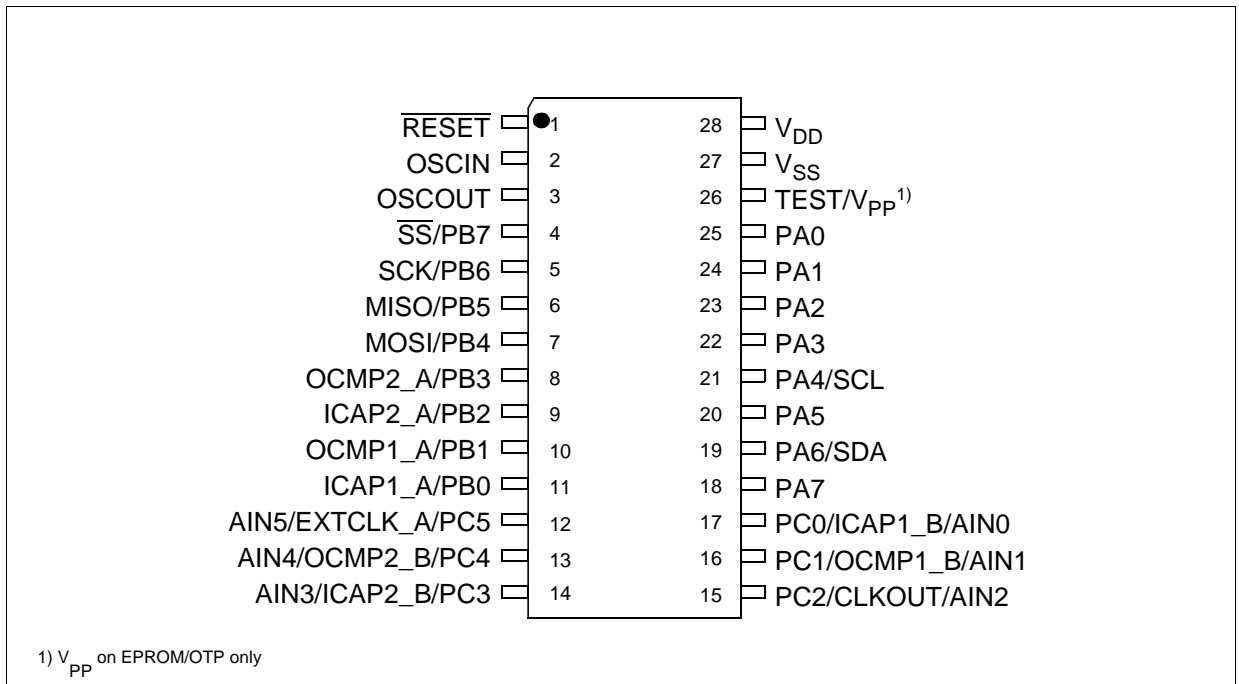 RESET 1 28 VDD
OSCIN 2 27 VSS
OSCOUT 3 26 TEST/VPP1)
SS/PB7 4 25 PA0
SCK/PB6 5 24 PA1
MISO/PB5 6 23 PA2
MOSI/PB4 7 22 PA3
OCMP2_A/PB3 8 21 PA4/SCL
ICAP2_A/PB2 9 20 PA5
OCMP1_A/PB1 10 19 PA6/SDA
ICAP1_A/PB0 11 18 PA7
AIN5/EXTCLK_A/PC5 12 17 PC0/ICAP1_B/AIN0
AIN4/OCMP2_B/PC4 13 16 PC1/OCMP1_B/AIN1
AIN3/ICAP2_B/PC3 14 15 PC2/CLKOUT/AIN2
1) VPP on EPROM/OTP only